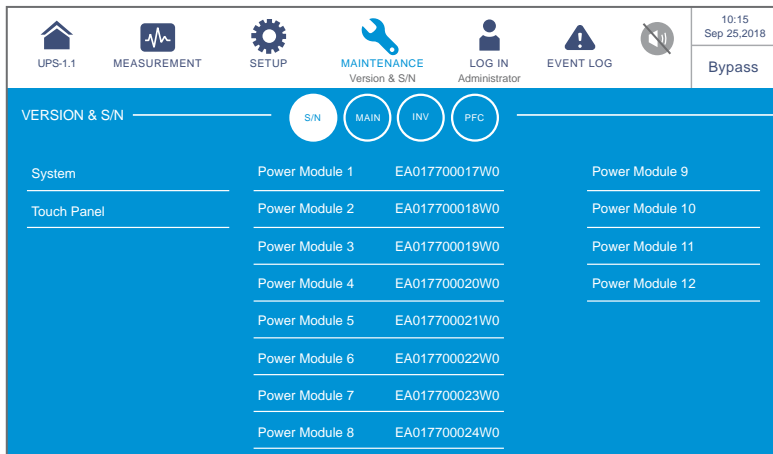 10:15
Sep 25,2018
UPS-1.1 MEASUREMENT SETUP MAINTENANCE LOG IN EVENT LOG
Version & S/N Administrator
Bypass
VERSION & S/N S/N MAIN INV PFC
System Power Module 1 EA017700017W0 Power Module 9
Touch Panel Power Module 2 EA017700018W0 Power Module 10
Power Module 3 EA017700019W0 Power Module 11
Power Module 4 EA017700020W0 Power Module 12
Power Module 5 EA017700021W0
Power Module 6 EA017700022W0
Power Module 7 EA017700023W0
Power Module 8 EA017700024W0